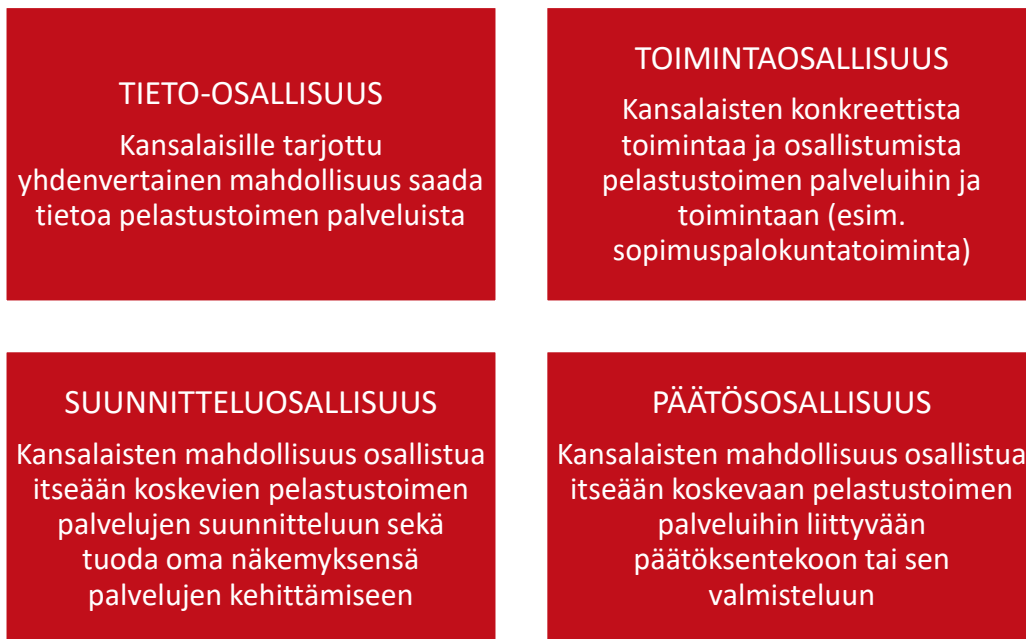 TIETO-OSALLISUUS
Kansalaisille tarjottu
yhdenvertainen mahdollisuus saada
tietoa pelastustoimen palveluista
TOIMINTAOSALLISUUS
Kansalaisten konkreettista
toimintaa ja osallistumista
pelastustoimen palveluihin ja
toimintaan (esim.
sopimuspalokuntatoiminta)
SUUNNITTELUOSALLISUUS
Kansalaisten mahdollisuus osallistua
itseään koskevien pelastustoimen
palvelujen suunnitteluun sekä
tuoda oma näkemyksensä
palvelujen kehittämiseen
PÄÄTÖSOSALLISUUS
Kansalaisten mahdollisuus osallistua
itseään koskevaan pelastustoimen
palveluihin liittyvään
päätöksentekoon tai sen
valmisteluun